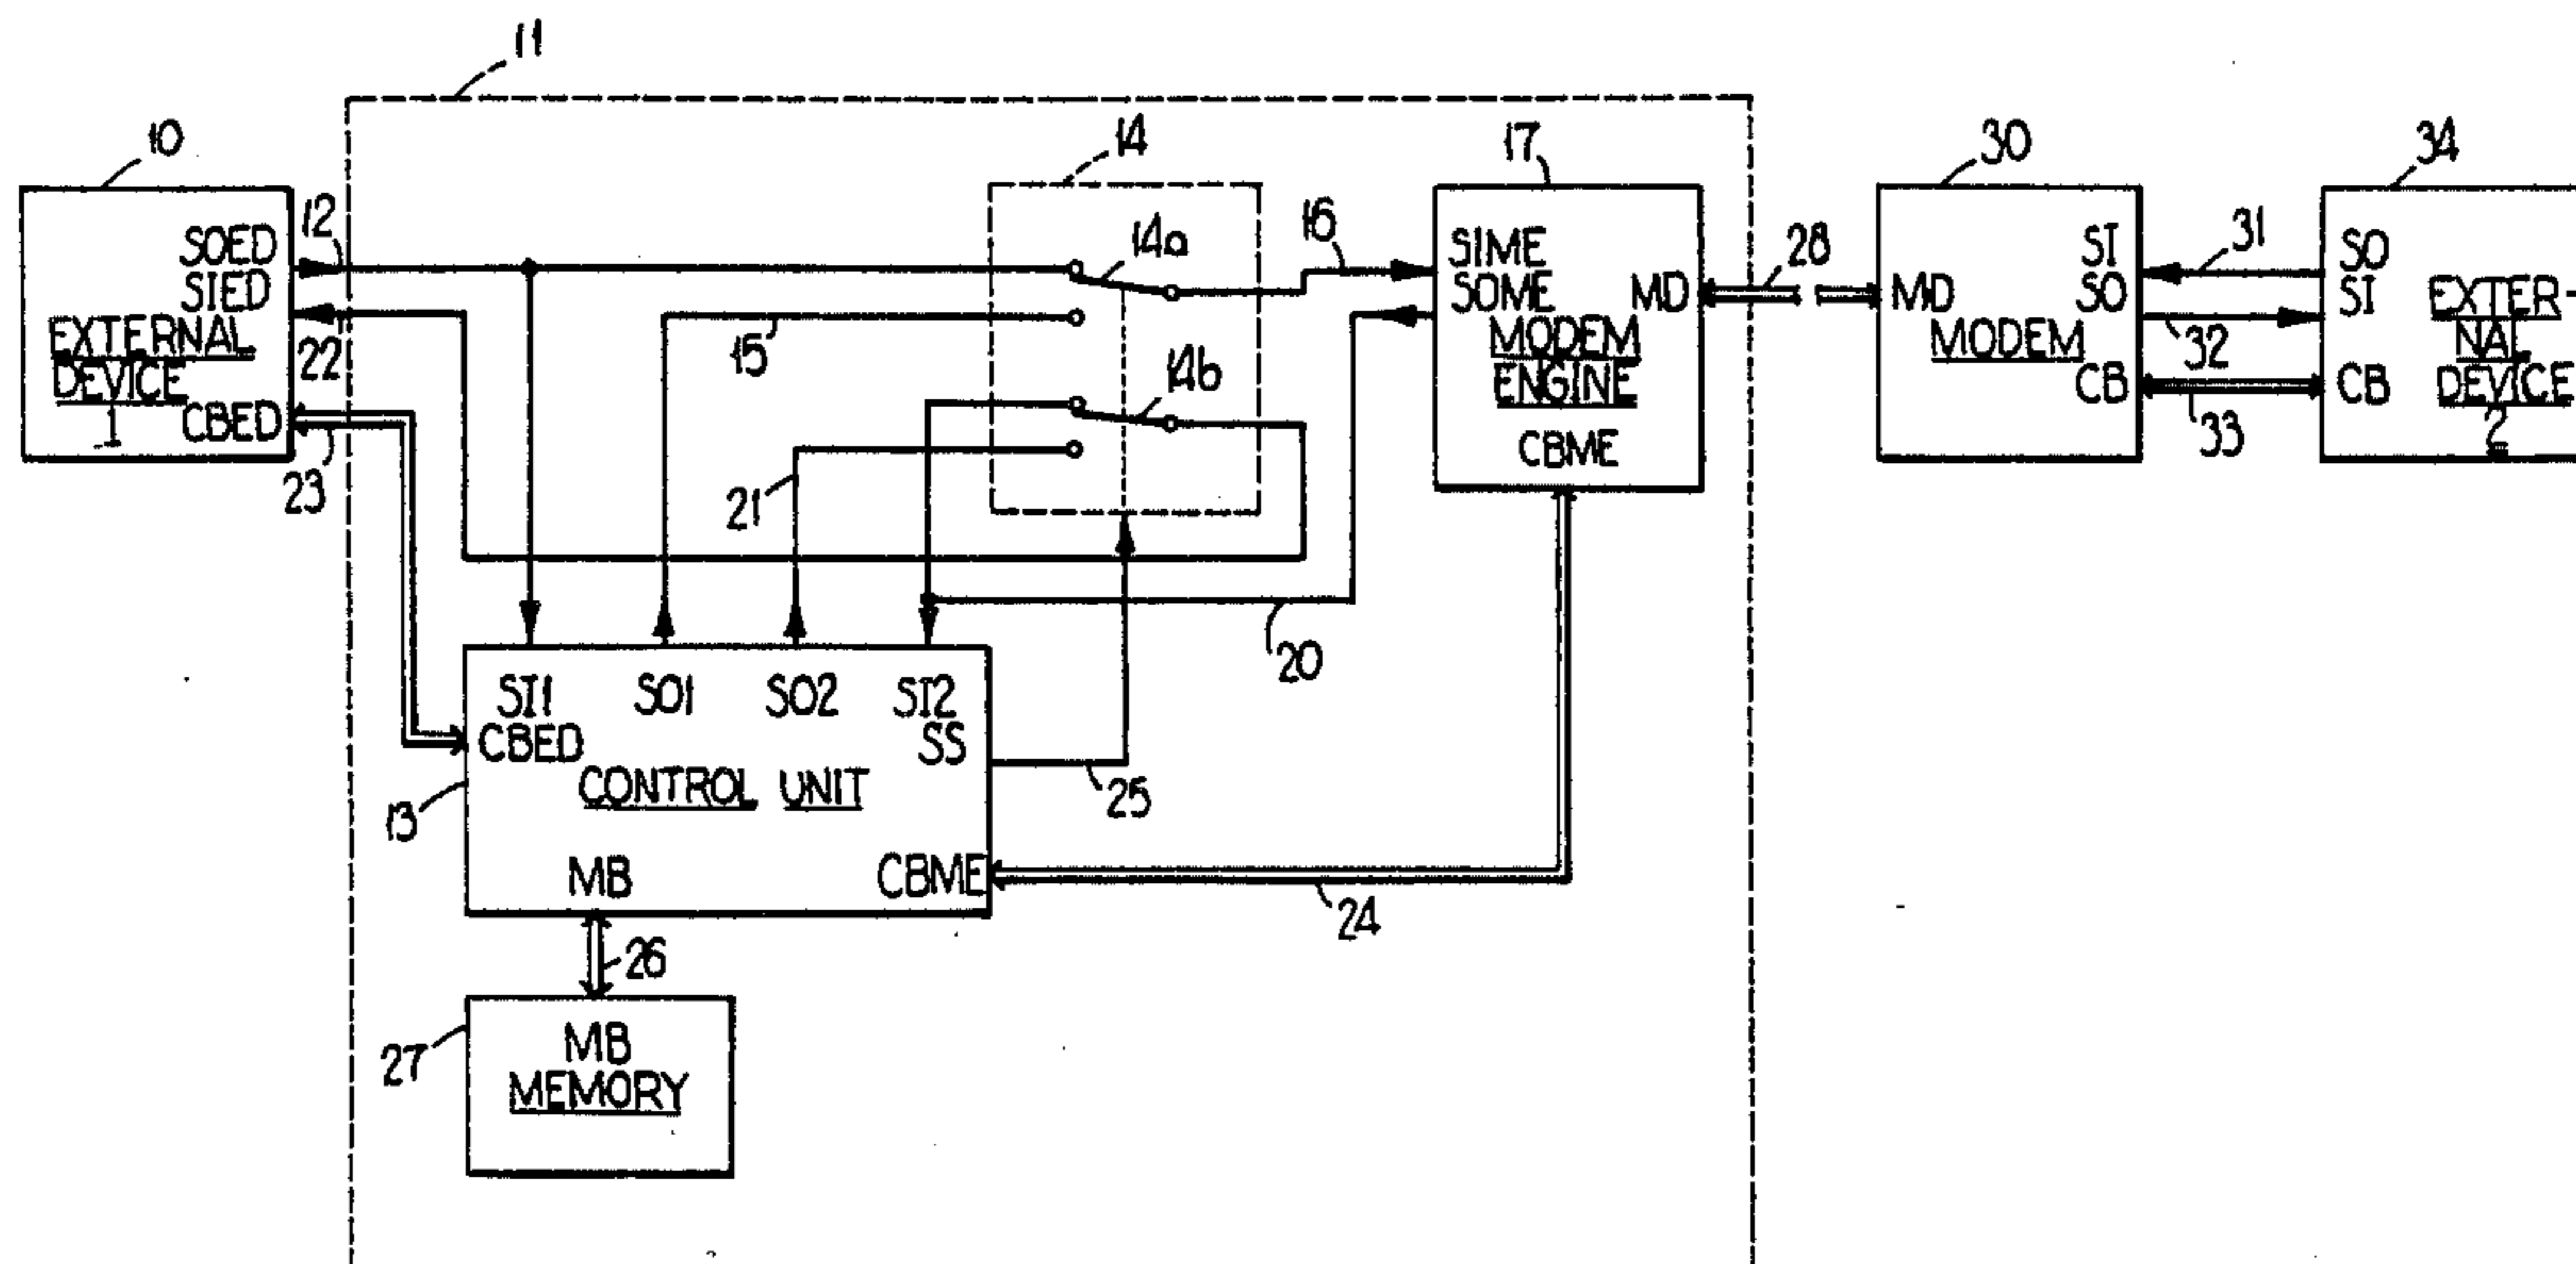 11
10
14
17
30
34
12
SOED
SIED
EXTERNAL
DEVICE
1
CBED
22
23
14a
16
15
14b
21
SIME
SOME
MD
MODEM
ENGINE
CBME
28
MD
SI
SO
MODEM
CB
31
32
33
SO
SI
EXTER-
NAL
DEVICE
2
CB
20
ST1
SO1
SO2
SI2
CBED
SS
CONTROL UNIT
13
25
MB
CBME
24
26
27
MB
MEMORY